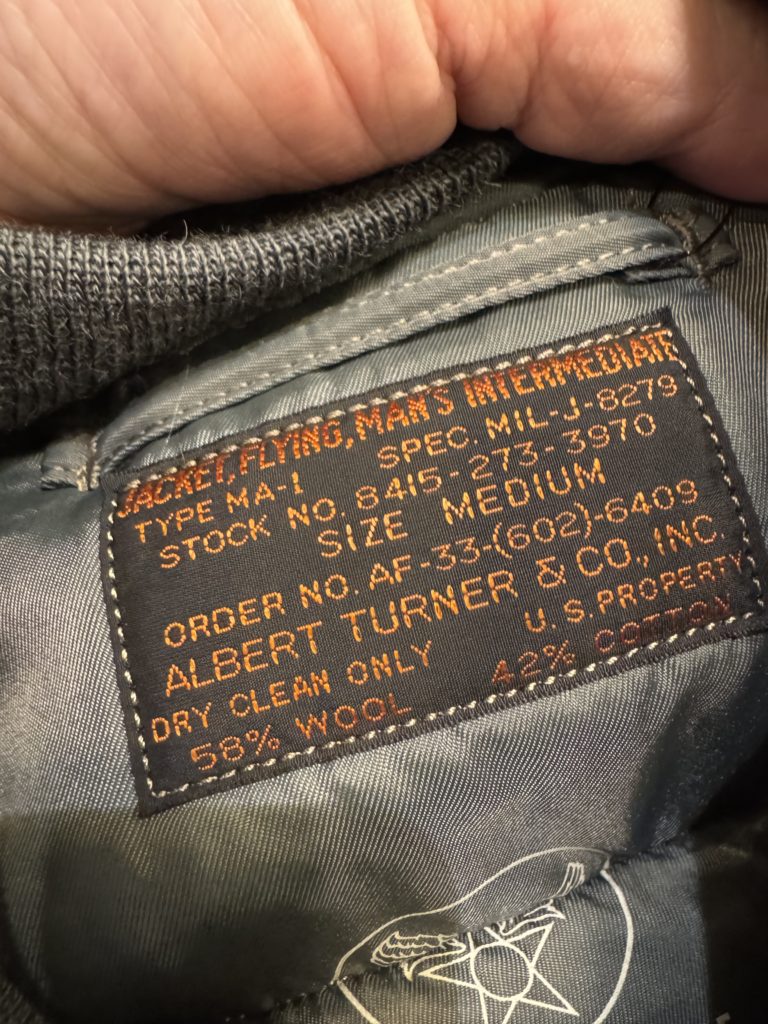 JACKET, FLYING, MAN'S INTERMEDIATE
TYPE MA-1 SPEC. MIL-J-8279
STOCK NO. 8415-273-3970
SIZE MEDIUM
ORDER NO. AF-33-(602)-6409
ALBERT TURNER & CO., INC.
DRY CLEAN ONLY U.S. PROPERTY
58% WOOL 42% COTTON